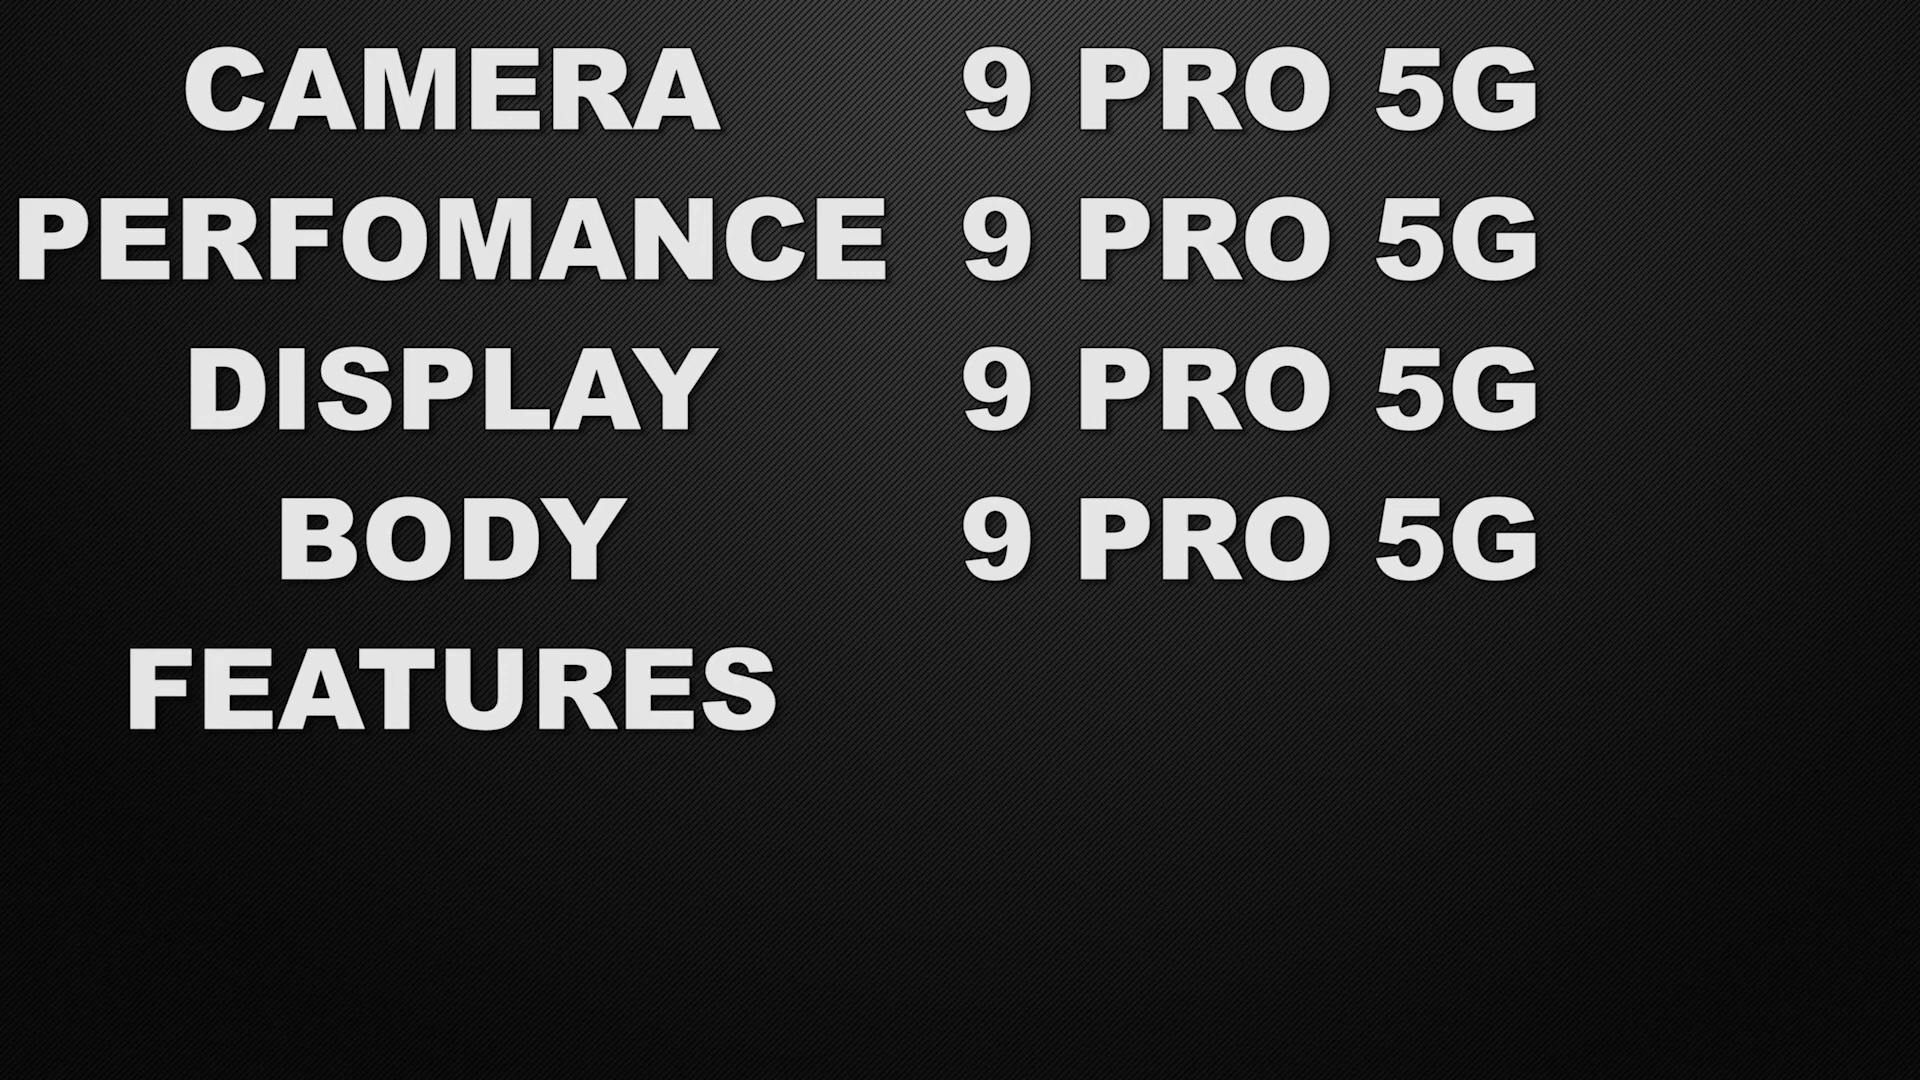 CAMERA 9 PRO 5G
PERFOMANCE 9 PRO 5G
DISPLAY 9 PRO 5G
BODY 9 PRO 5G
FEATURES